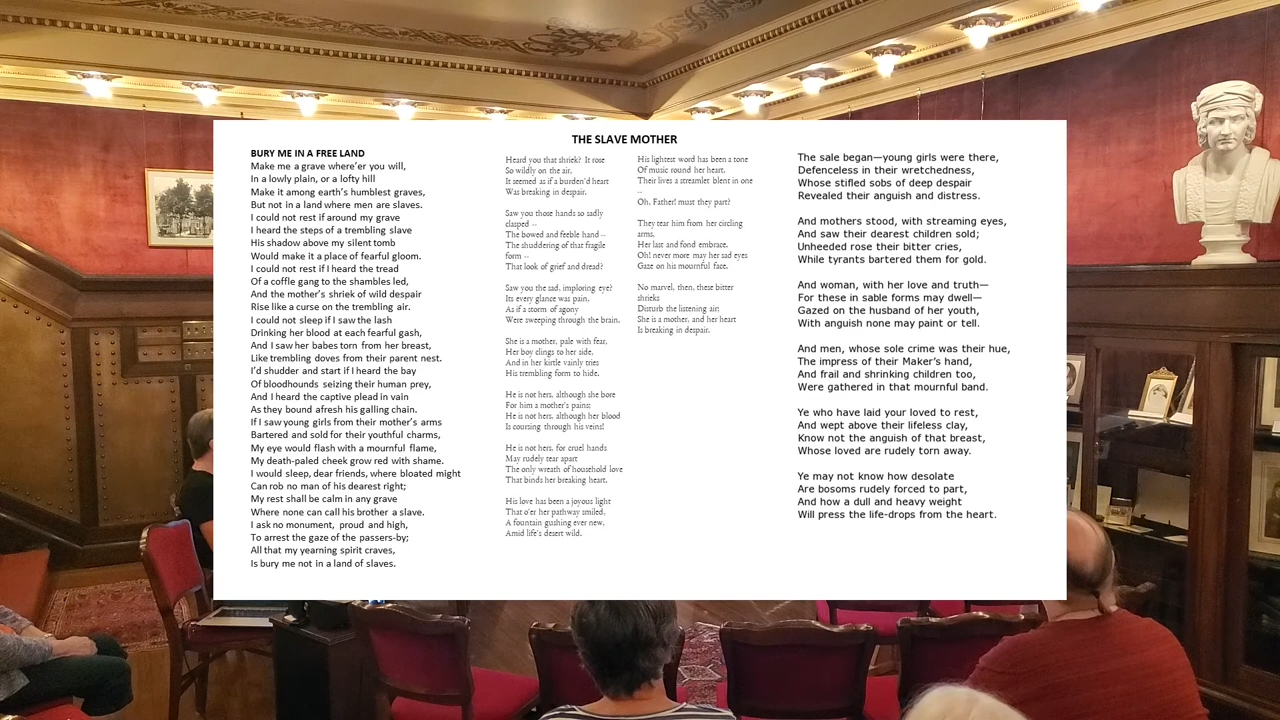 BURY ME IN A FREE LAND
Make me a grave where'er you will,
In a lowly plain, or a lofty hill
Make it among earth's humblest graves,
But not in a land where men are slaves.
I could not rest if around my grave
I heard the steps of a trembling slave
His shadow above my silent tomb
Would make it a place of fearful gloom.
I could not rest if I heard the tread
Of a coffle gang to the shambles led,
And the mother's shriek of wild despair
Rise like a curse on the trembling air.
I could not sleep if I saw the lash
Drinking her blood at each fearful gash,
And I saw her babes torn from her breast,
Like trembling doves from their parent nest.
I'd shudder and start if I heard the bay
Of bloodhounds seizing their human prey,
And I heard the captive plead in vain
As they bound afresh his galling chain.
If I saw young girls from their mother's arms
Bartered and sold for their youthful charms,
My eye would flash with a mournful flame,
My death-paled cheek grow red with shame.
I would sleep, dear friends, where bloated might
Can rob no man of his dearest right;
My rest shall be calm in any grave
Where none can call his brother a slave.
I ask no monument, proud and high,
To arrest the gaze of the passers-by;
All that my yearning spirit craves,
Is bury me not in a land of slaves.
THE SLAVE MOTHER
Heard you that shriek? It rose
So wildly on the air,
It seemed as if a burden'd heart
Was breaking in despair.
Saw you those hands so sadly
clasped --
The bowed and feeble hand --
The shuddering of that fragile
form --
That look of grief and dread?
Saw you the sad, imploring eye?
Its every glance was pain,
As if a storm of agony
Were sweeping through the brain.
She is a mother, pale with fear,
Her boy clings to her side,
And in her kirtle vainly tries
His trembling form to hide.
He is not hers, although she bore
For him a mother's pains;
He is not hers, although her blood
Is coursing through his veins!
He is not hers, for cruel hands
May rudely tear apart
The only wreath of household love
That binds her breaking heart.
His love has been a joyous light
That o'er her pathway smiled,
A fountain gushing ever new,
Amid life's desert wild.
His lightest word has been a tone
Of music round her heart,
Their lives a streamlet blent in one
--
Oh, Father! must they part?
They tear him from her circling
arms,
Her last and fond embrace.
Oh! never more may her sad eyes
Gaze on his mournful face.
No marvel, then, these bitter
shrieks
Disturb the listening air:
She is a mother, and her heart
Is breaking in despair.
The sale began—young girls were there,
Defenceless in their wretchedness,
Whose stifled sobs of deep despair
Revealed their anguish and distress.
And mothers stood, with streaming eyes,
And saw their dearest children sold;
Unheeded rose their bitter cries,
While tyrants bartered them for gold.
And woman, with her love and truth—
For these in sable forms may dwell—
Gazed on the husband of her youth,
With anguish none may paint or tell.
And men, whose sole crime was their hue,
The impress of their Maker's hand,
And frail and shrinking children too,
Were gathered in that mournful band.
Ye who have laid your loved to rest,
And wept above their lifeless clay,
Know not the anguish of that breast,
Whose loved are rudely torn away.
Ye may not know how desolate
Are bosoms rudely forced to part,
And how a dull and heavy weight
Will press the life-drops from the heart.